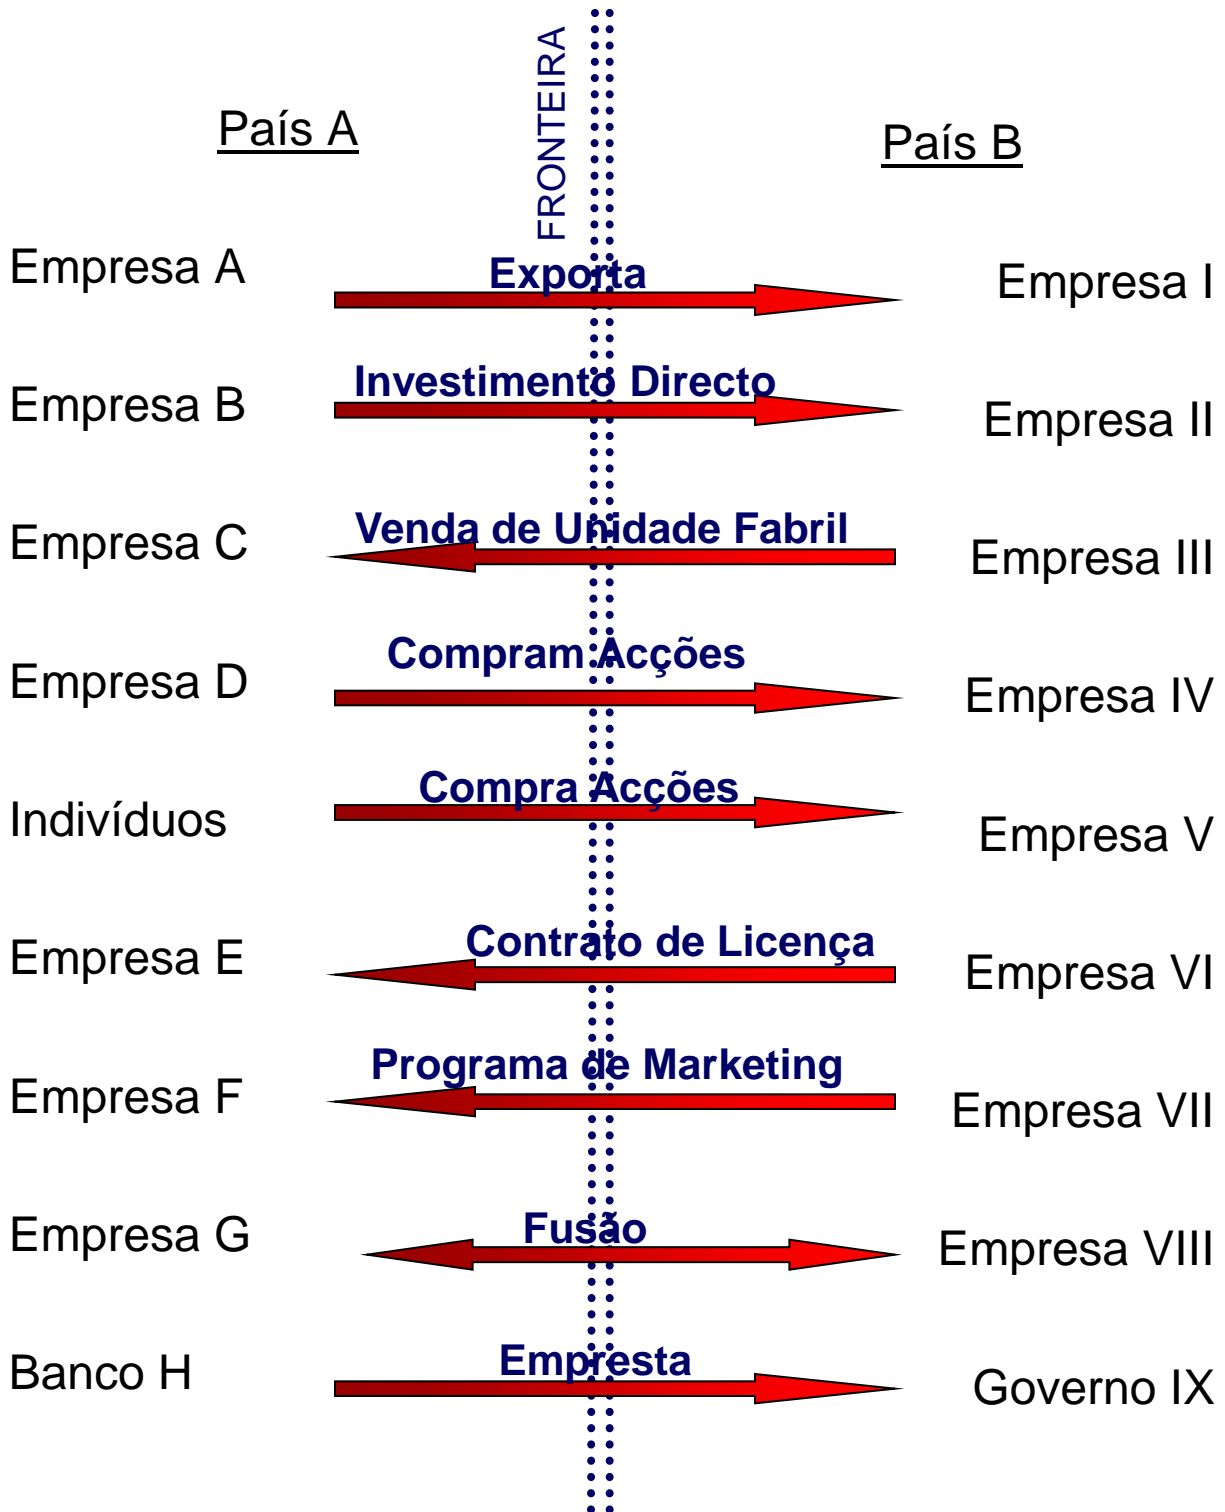 FRONTEIRA
País A
País B
Empresa A
Exporta
Empresa I
Empresa B
Investimento Directo
Empresa II
Empresa C
Venda de Unidade Fabril
Empresa III
Empresa D
Compram Acções
Empresa IV
Indivíduos
Compra Acções
Empresa V
Empresa E
Contrato de Licença
Empresa VI
Empresa F
Programa de Marketing
Empresa VII
Empresa G
Fusão
Empresa VIII
Banco H
Empresta
Governo IX